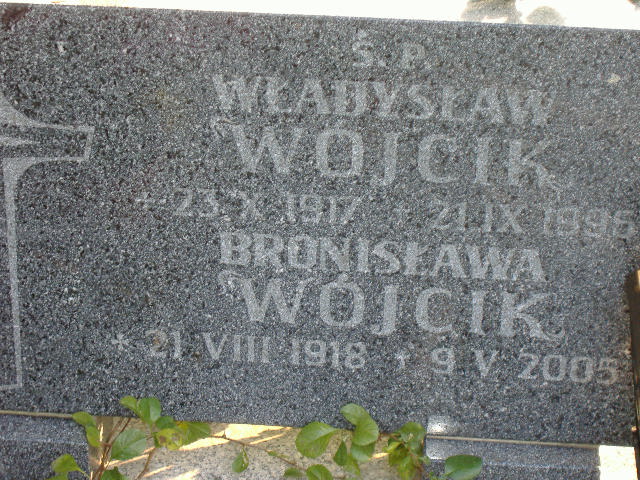 Ś. P.
WŁADYSŁAW
WÓJCIK
* 23. X 1917 † 21. IX 1996
BRONISŁAWA
WÓJCIK
* 21 VIII 1918 † 9. V 2005